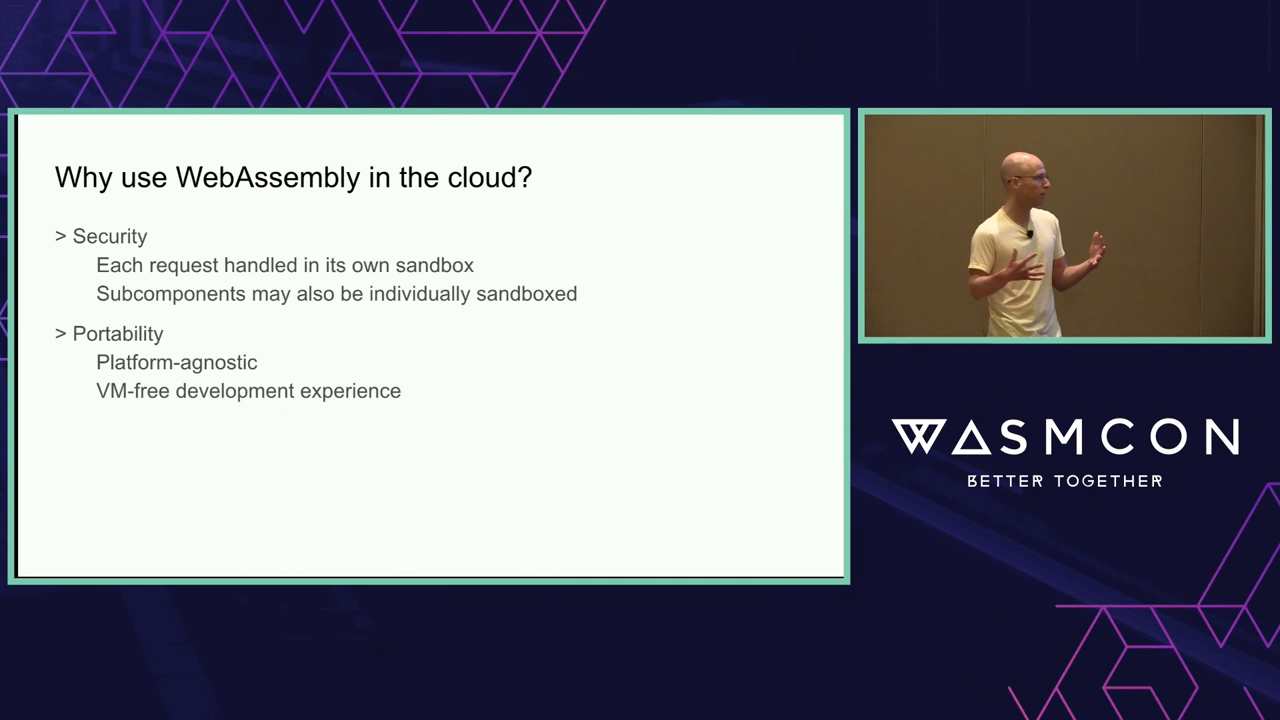 Why use WebAssembly in the cloud?
> Security
Each request handled in its own sandbox
Subcomponents may also be individually sandboxed
> Portability
Platform-agnostic
VM-free development experience
WASMCON
BETTER TOGETHER